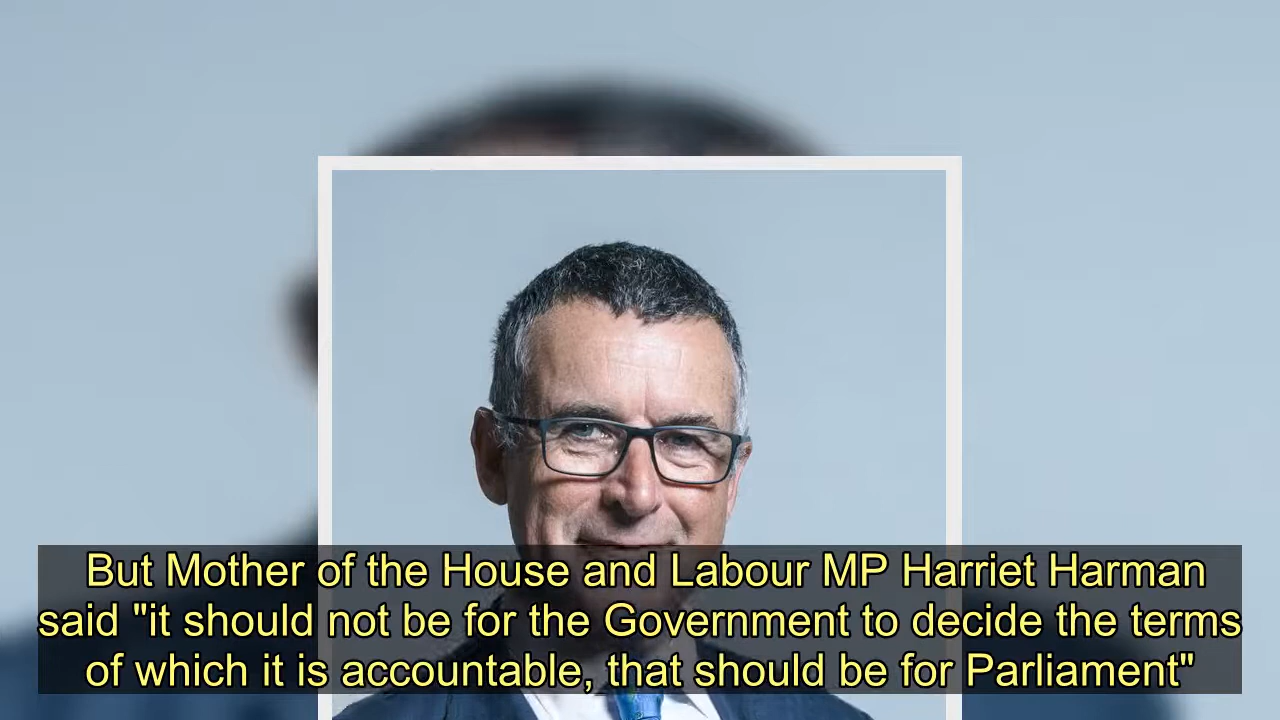 But Mother of the House and Labour MP Harriet Harman
said "it should not be for the Government to decide the terms
of which it is accountable, that should be for Parliament"